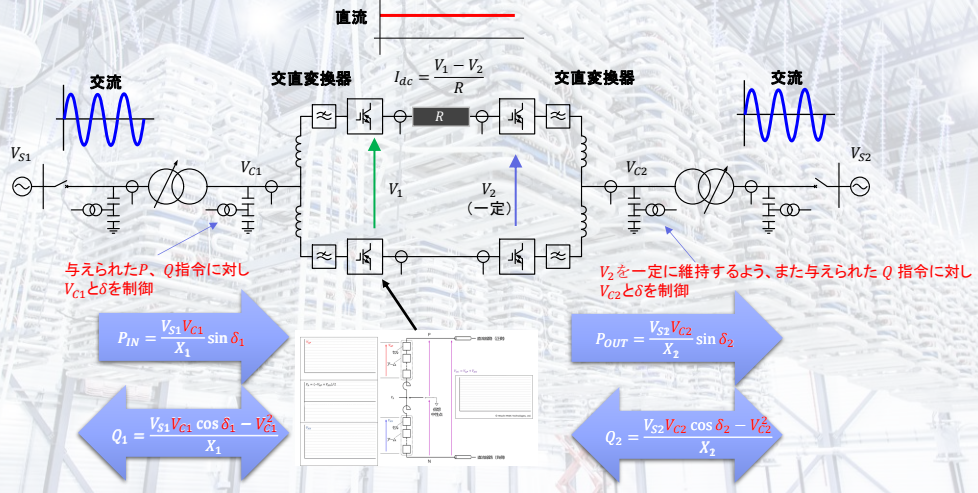 直流
交流
交直変換器
I_dc = (V_1 − V_2) / R
交直変換器
交流
R
V_S1
V_C1
V_1
V_2
(一定)
V_C2
V_S2
与えられたP、Q指令に対し
V_C1とδを制御
V_2を一定に維持するよう、また与えられた Q 指令に対し
V_C2とδを制御
P_IN = (V_S1 V_C1 / X_1) sin δ_1
P_OUT = (V_S2 V_C2 / X_2) sin δ_2
Q_1 = (V_S1 V_C1 cos δ_1 − V_C1^2) / X_1
Q_2 = (V_S2 V_C2 cos δ_2 − V_C2^2) / X_2
P
N